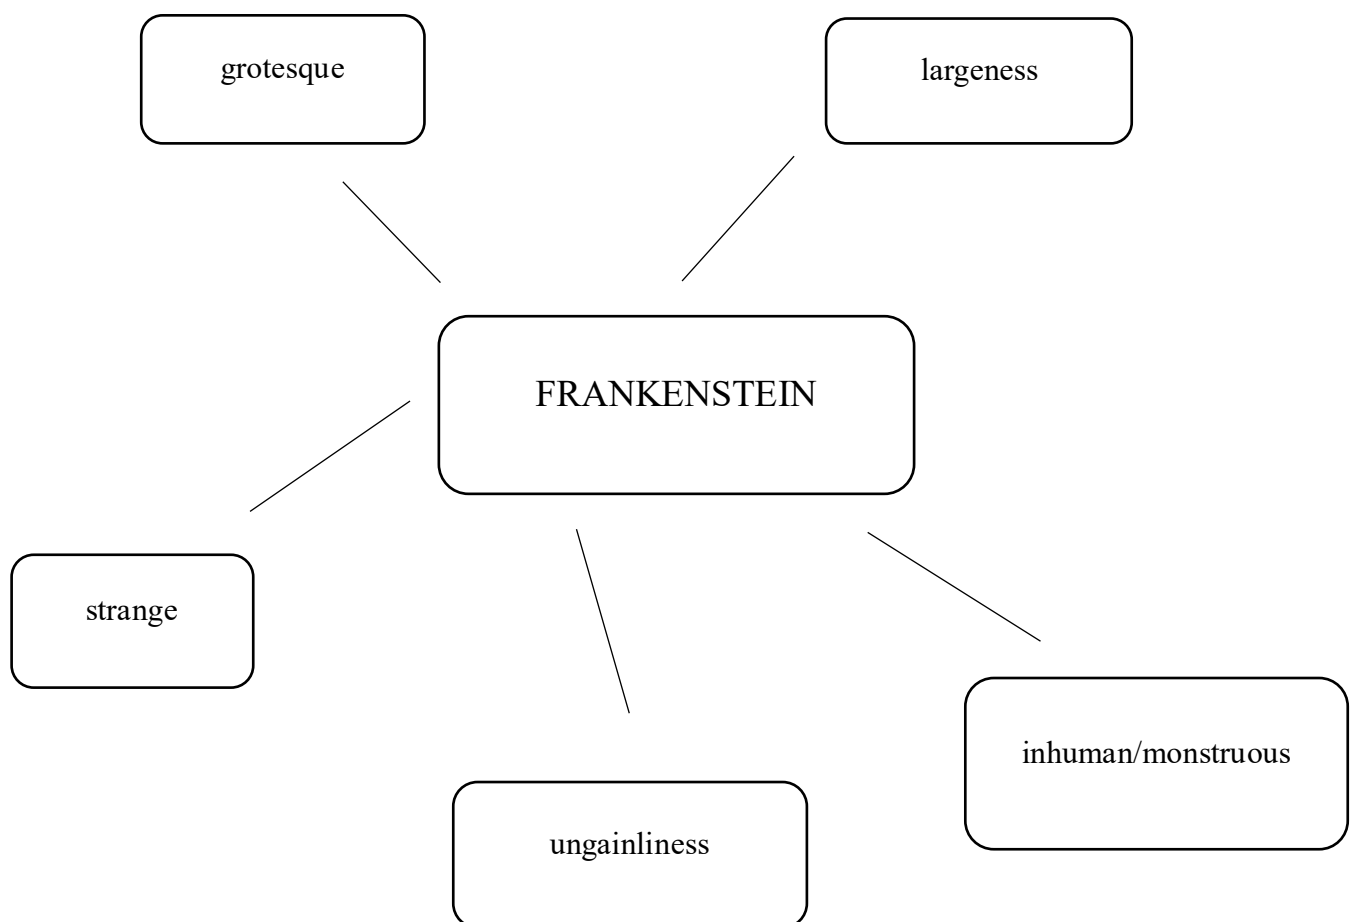 grotesque
largeness
FRANKENSTEIN
strange
inhuman/monstruous
ungainliness